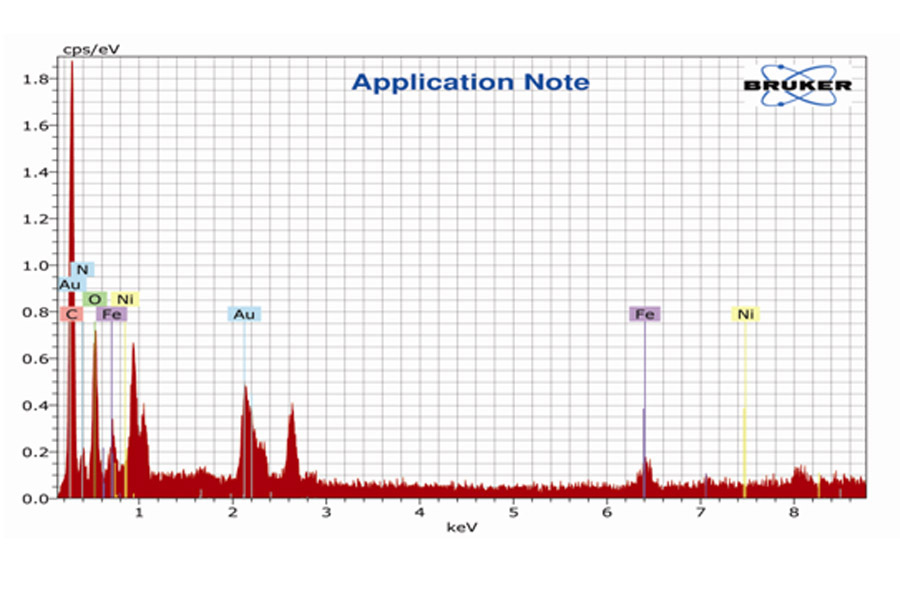 cps/eV
Application Note
BRUKER
1.8
1.6
1.4
1.2
1.0
0.8
0.6
0.4
0.2
0.0
N
Au
O Ni
C Fe Au Fe Ni
1 2 3 4 5 6 7 8
keV